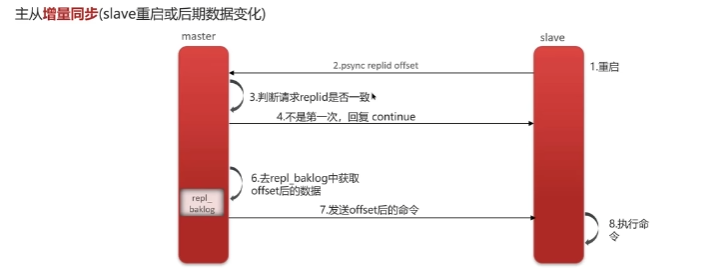 主从增量同步(slave重启或后期数据变化)
master
slave
2.psync replid offset
1.重启
3.判断请求replid是否一致
4.不是第一次，回复 continue
6.去repl_baklog中获取
offset后的数据
repl_
baklog
7.发送offset后的命令
8.执行命
令